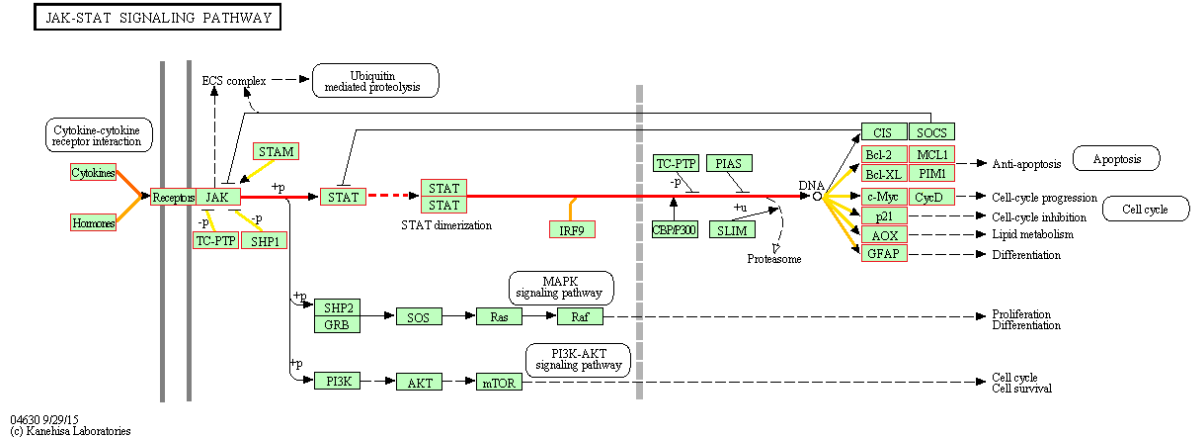 JAK-STAT SIGNALING PATHWAY
ECS complex
Ubiquitin
mediated proteolysis
Cytokine-cytokine
receptor interaction
Cytokines
Hormones
Receptors
JAK
STAM
+p
TC-PTP
-p
SHP1
-p
STAT
STAT
STAT
STAT dimerization
IRF9
TC-PTP
-p
PIAS
CBP/P300
+u
SLIM
Proteasome
DNA
CIS
SOCS
Bcl-2
MCL1
Bcl-XL
PIM1
Anti-apoptosis
Apoptosis
c-Myc
CycD
Cell-cycle progression
Cell cycle
p21
Cell-cycle inhibition
AOX
Lipid metabolism
GFAP
Differentiation
+p
SHP2
GRB
SOS
Ras
Raf
MAPK
signaling pathway
Proliferation
Differentiation
+p
PI3K
AKT
mTOR
PI3K-AKT
signaling pathway
Cell cycle
Cell survival
04630 9/29/15
(c) Kanehisa Laboratories